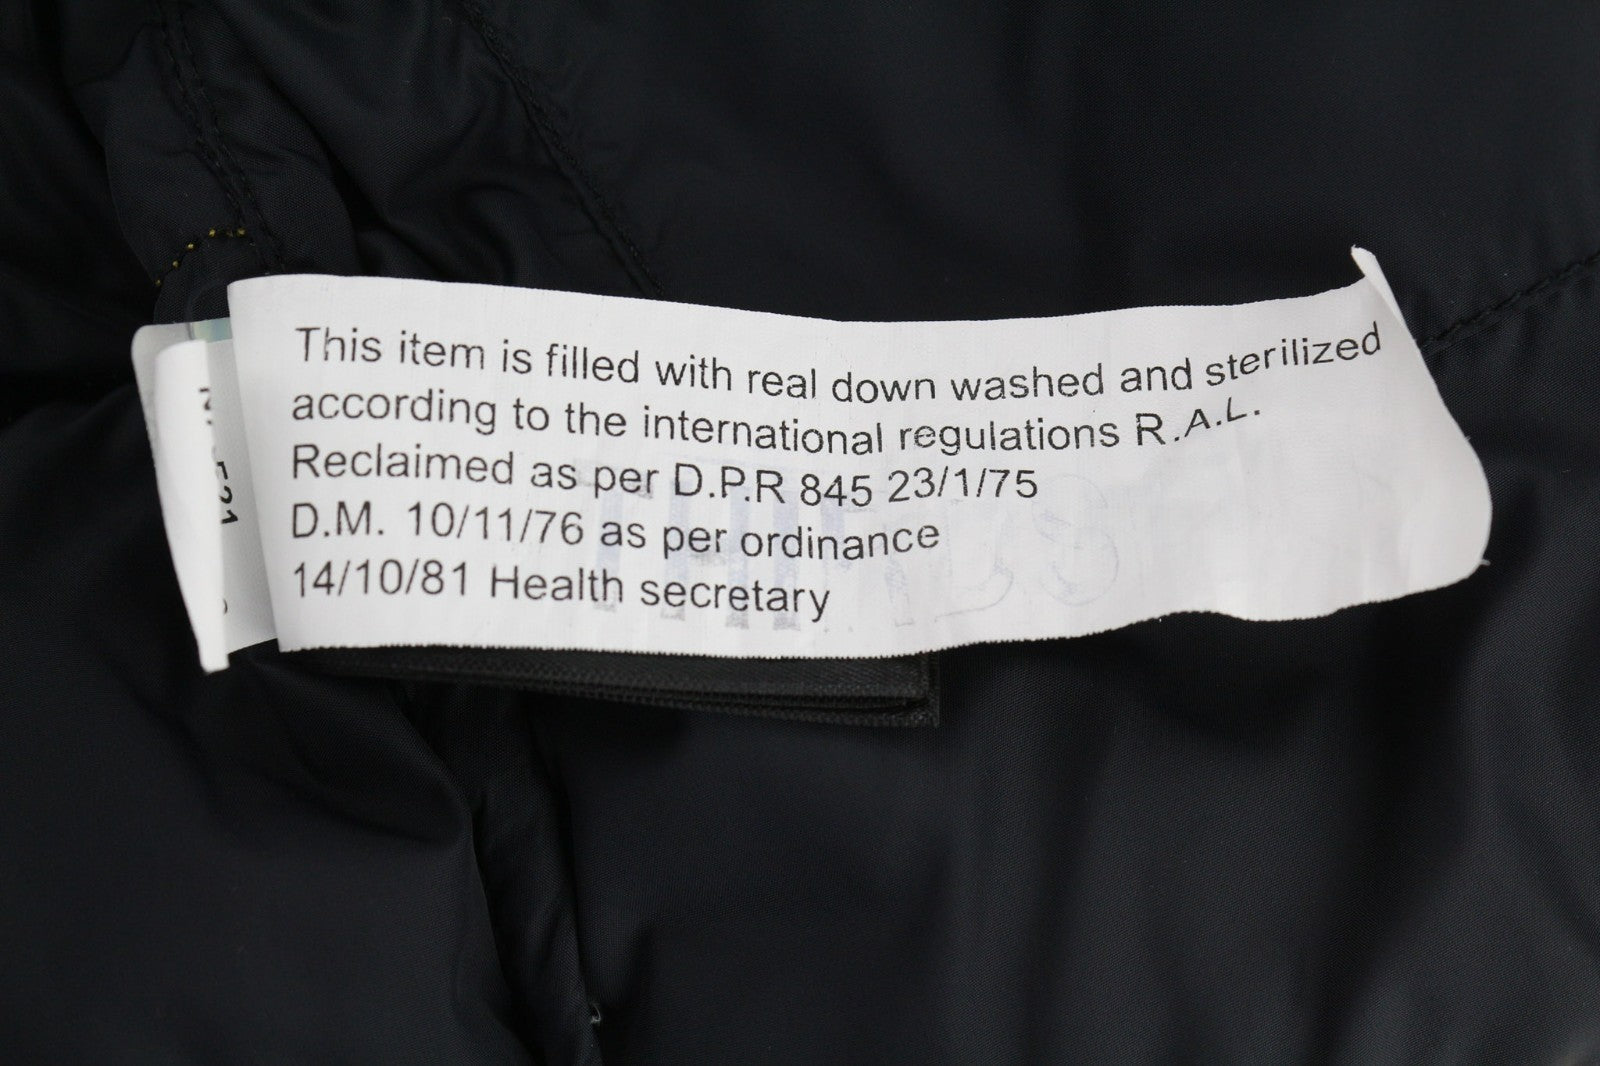 This item is filled with real down washed and sterilized
according to the international regulations R.A.L.
Reclaimed as per D.P.R 845 23/1/75
D.M. 10/11/76 as per ordinance
14/10/81 Health secretary